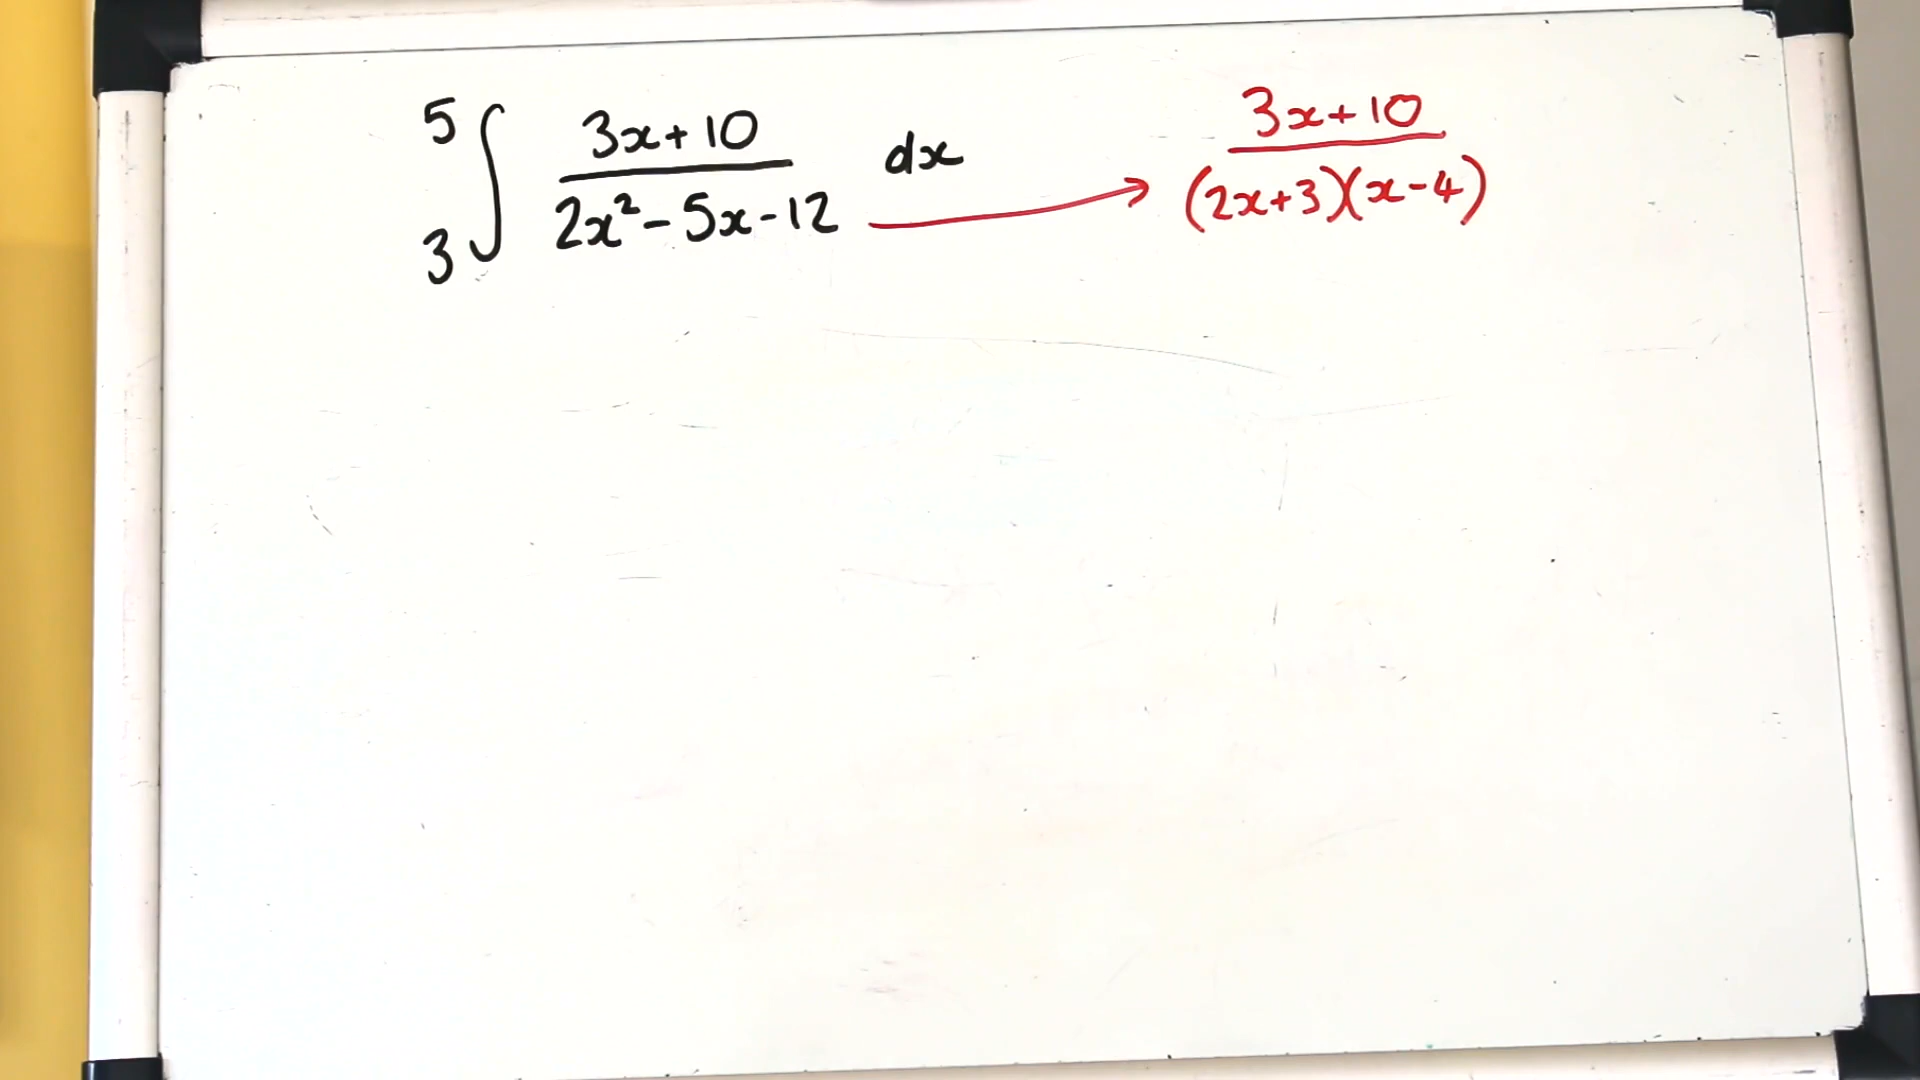 5
∫ 3x+10 dx
2x²-5x-12
3
3x+10
(2x+3)(x-4)